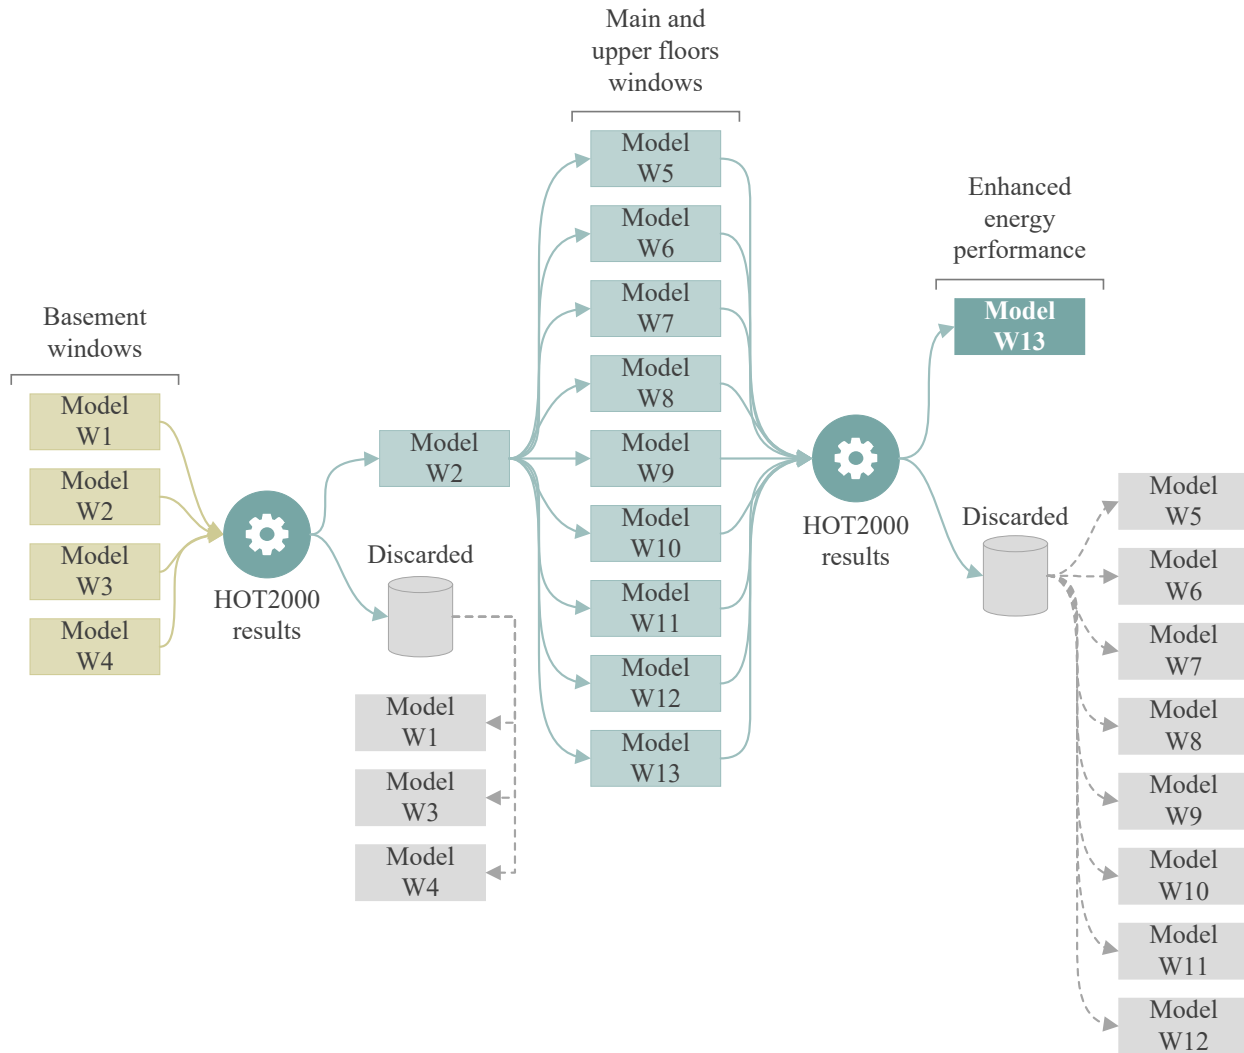 Basement
windows
Model
W1
Model
W2
Model
W3
Model
W4
HOT2000
results
Model
W2
Discarded
Model
W1
Model
W3
Model
W4
Main and
upper floors
windows
Model
W5
Model
W6
Model
W7
Model
W8
Model
W9
Model
W10
Model
W11
Model
W12
Model
W13
HOT2000
results
Enhanced
energy
performance
Model
W13
Discarded
Model
W5
Model
W6
Model
W7
Model
W8
Model
W9
Model
W10
Model
W11
Model
W12